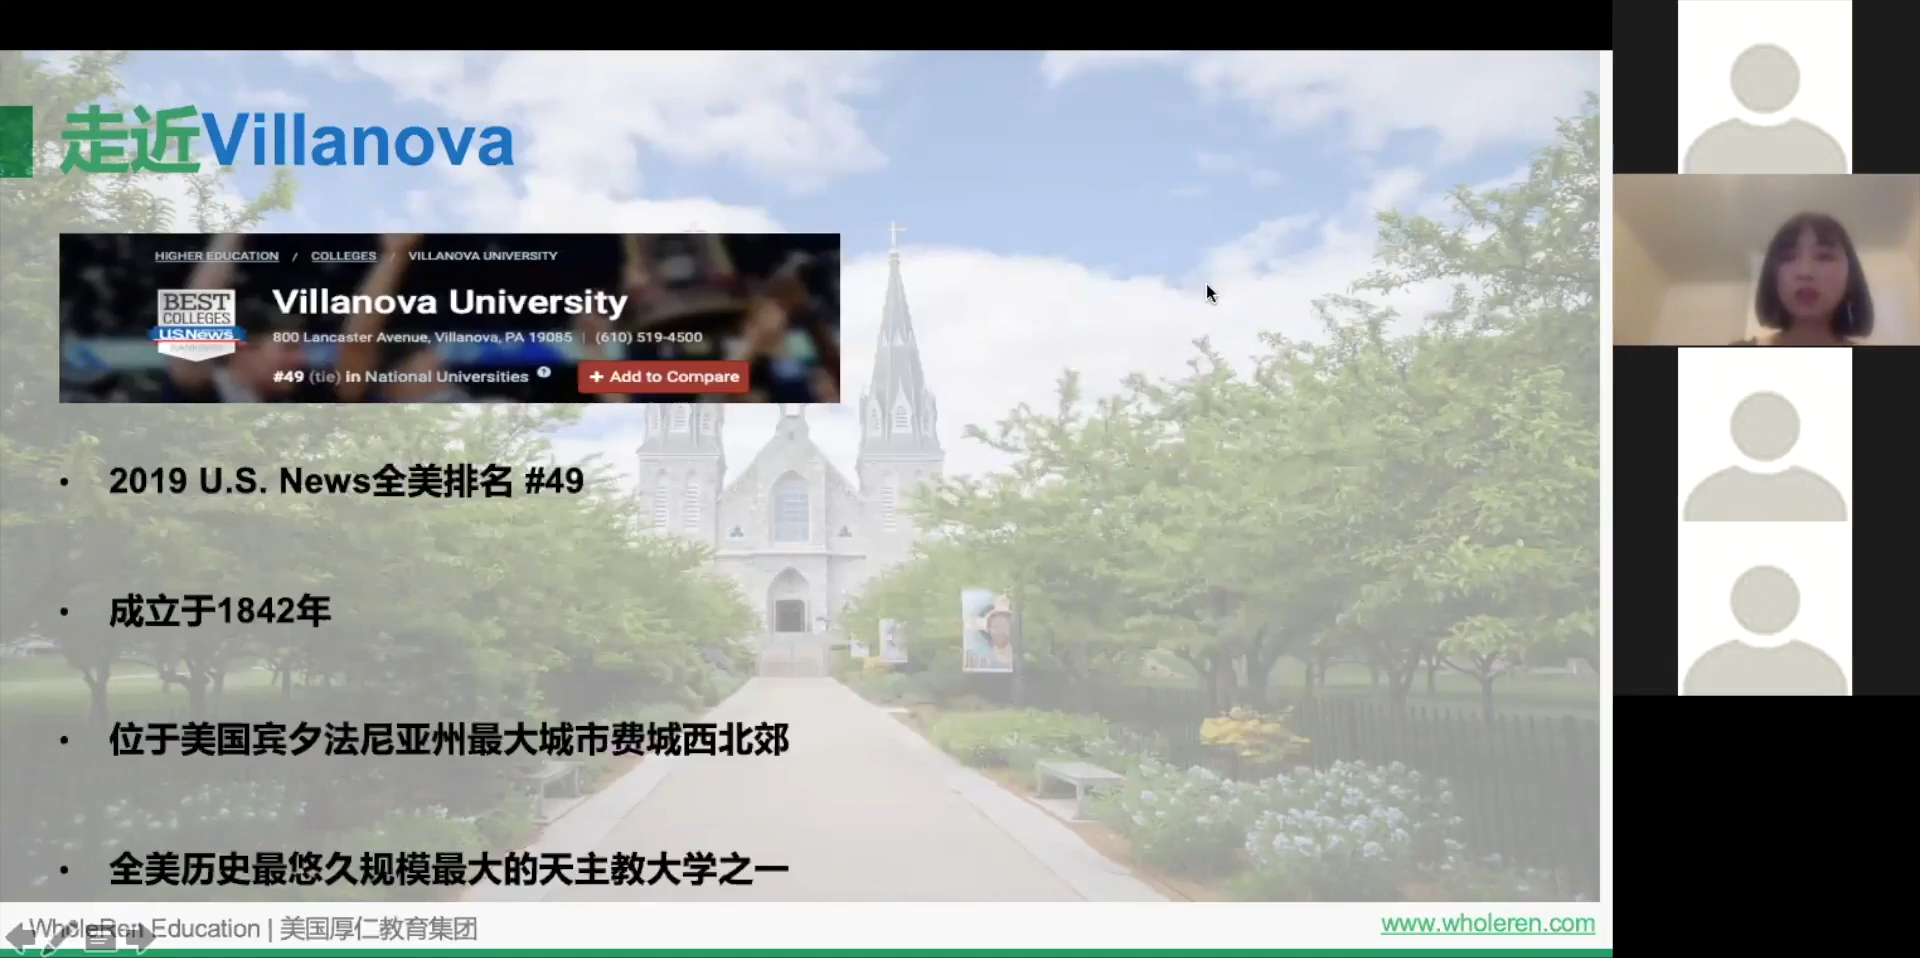 走近Villanova
HIGHER EDUCATION / COLLEGES / VILLANOVA UNIVERSITY
BEST
COLLEGES
U.S.News
RANKINGS
Villanova University
800 Lancaster Avenue, Villanova, PA 19085 | (610) 519-4500
#49 (tie) in National Universities
+ Add to Compare
• 2019 U.S. News全美排名 #49
• 成立于1842年
• 位于美国宾夕法尼亚州最大城市费城西北郊
• 全美历史最悠久规模最大的天主教大学之一
WholeRen Education | 美国厚仁教育集团
www.wholeren.com